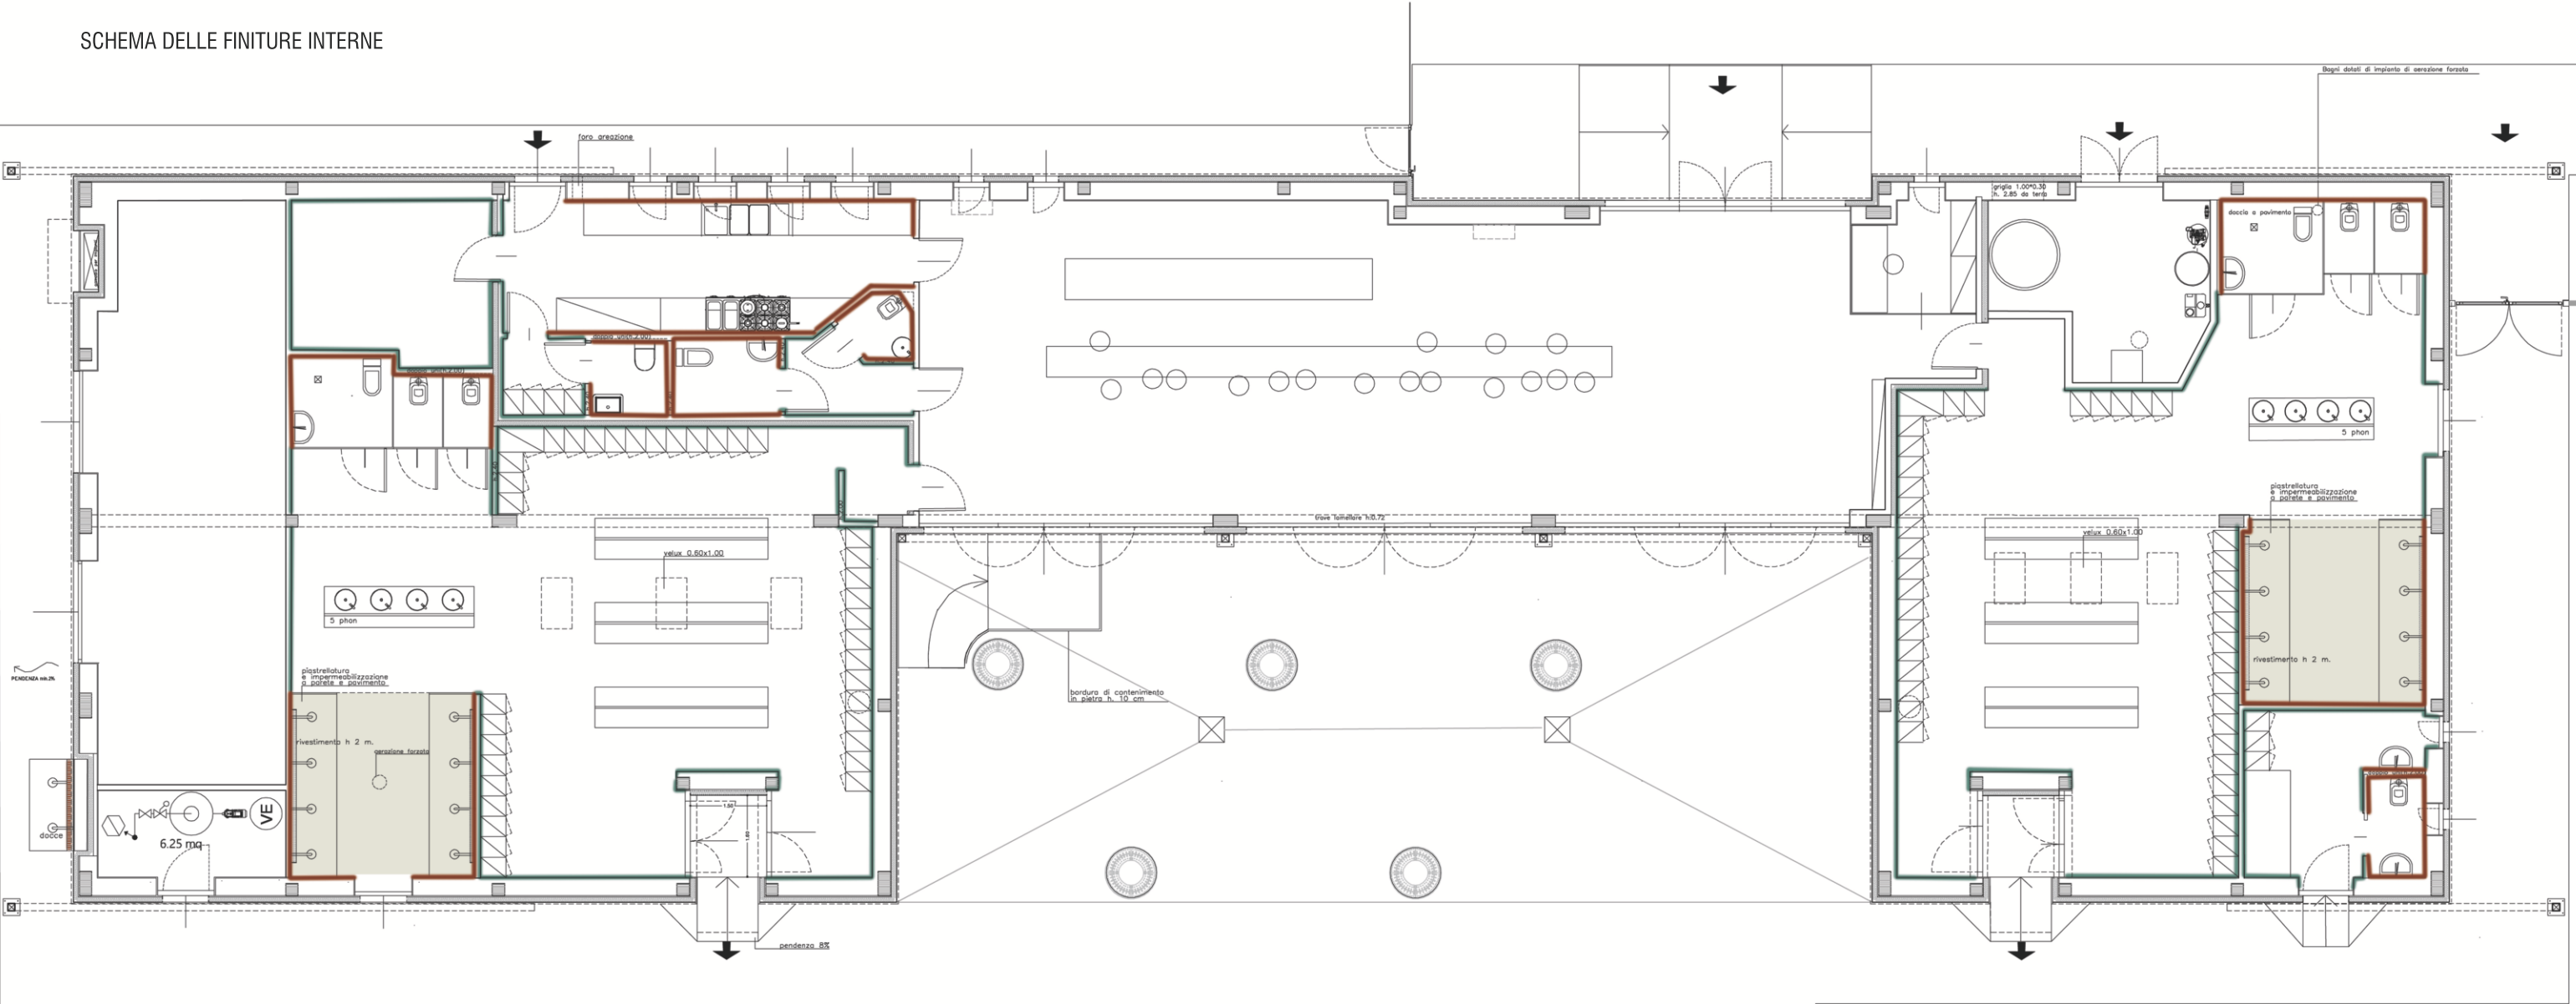 SCHEMA DELLE FINITURE INTERNE
Bagni dotati di impianto di aerazione forzata
foro areazione
griglia 1.00*0.30
h. 2.85 da terra
doccia a pavimento
5 phon
piastrellatura
e impermeabilizzazione
a parete e pavimento
trave lamellare h:0.72
velux 0.60x1.00
velux 0.60x1.00
5 phon
rivestimento h 2 m.
PENDENZA min.2%
piastrellatura
e impermeabilizzazione
a parete e pavimento
bordura di contenimento
in pietra h. 10 cm
rivestimento h 2 m.
aerazione forzata
VE
docce
6.25 mq
pendenza 8%